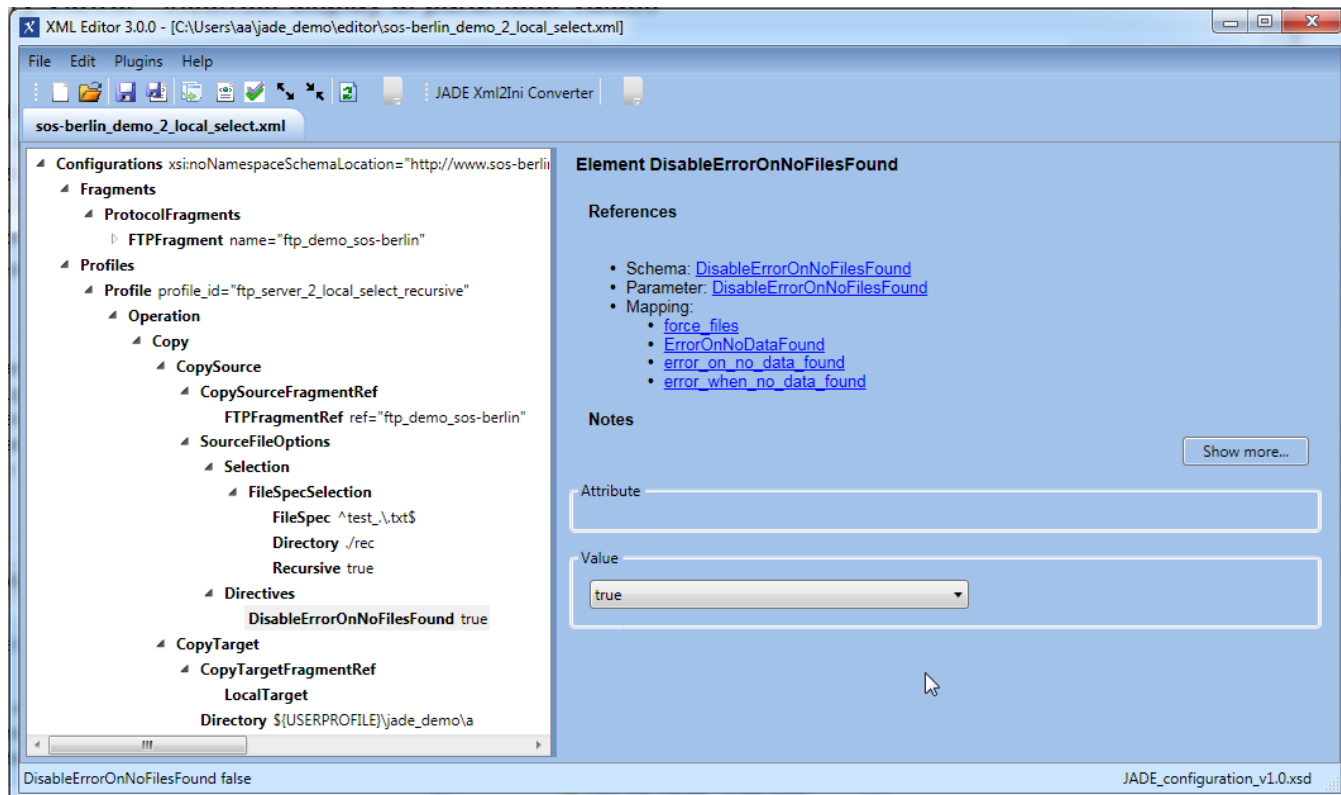 XML Editor 3.0.0 - [C:\Users\aa\jade_demo\editor\sos-berlin_demo_2_local_select.xml]
File Edit Plugins Help
JADE Xml2Ini Converter
sos-berlin_demo_2_local_select.xml
Configurations xsi:noNamespaceSchemaLocation="http://www.sos-berlin
Fragments
ProtocolFragments
FTPFragment name="ftp_demo_sos-berlin"
Profiles
Profile profile_id="ftp_server_2_local_select_recursive"
Operation
Copy
CopySource
CopySourceFragmentRef
FTPFragmentRef ref="ftp_demo_sos-berlin"
SourceFileOptions
Selection
FileSpecSelection
FileSpec ^test_.\.txt$
Directory ./rec
Recursive true
Directives
DisableErrorOnNoFilesFound true
CopyTarget
CopyTargetFragmentRef
LocalTarget
Directory ${USERPROFILE}\jade_demo\a
Element DisableErrorOnNoFilesFound
References
• Schema: DisableErrorOnNoFilesFound
• Parameter: DisableErrorOnNoFilesFound
• Mapping:
• force_files
• ErrorOnNoDataFound
• error_on_no_data_found
• error_when_no_data_found
Notes
Show more...
Attribute
Value
true
DisableErrorOnNoFilesFound false
JADE_configuration_v1.0.xsd